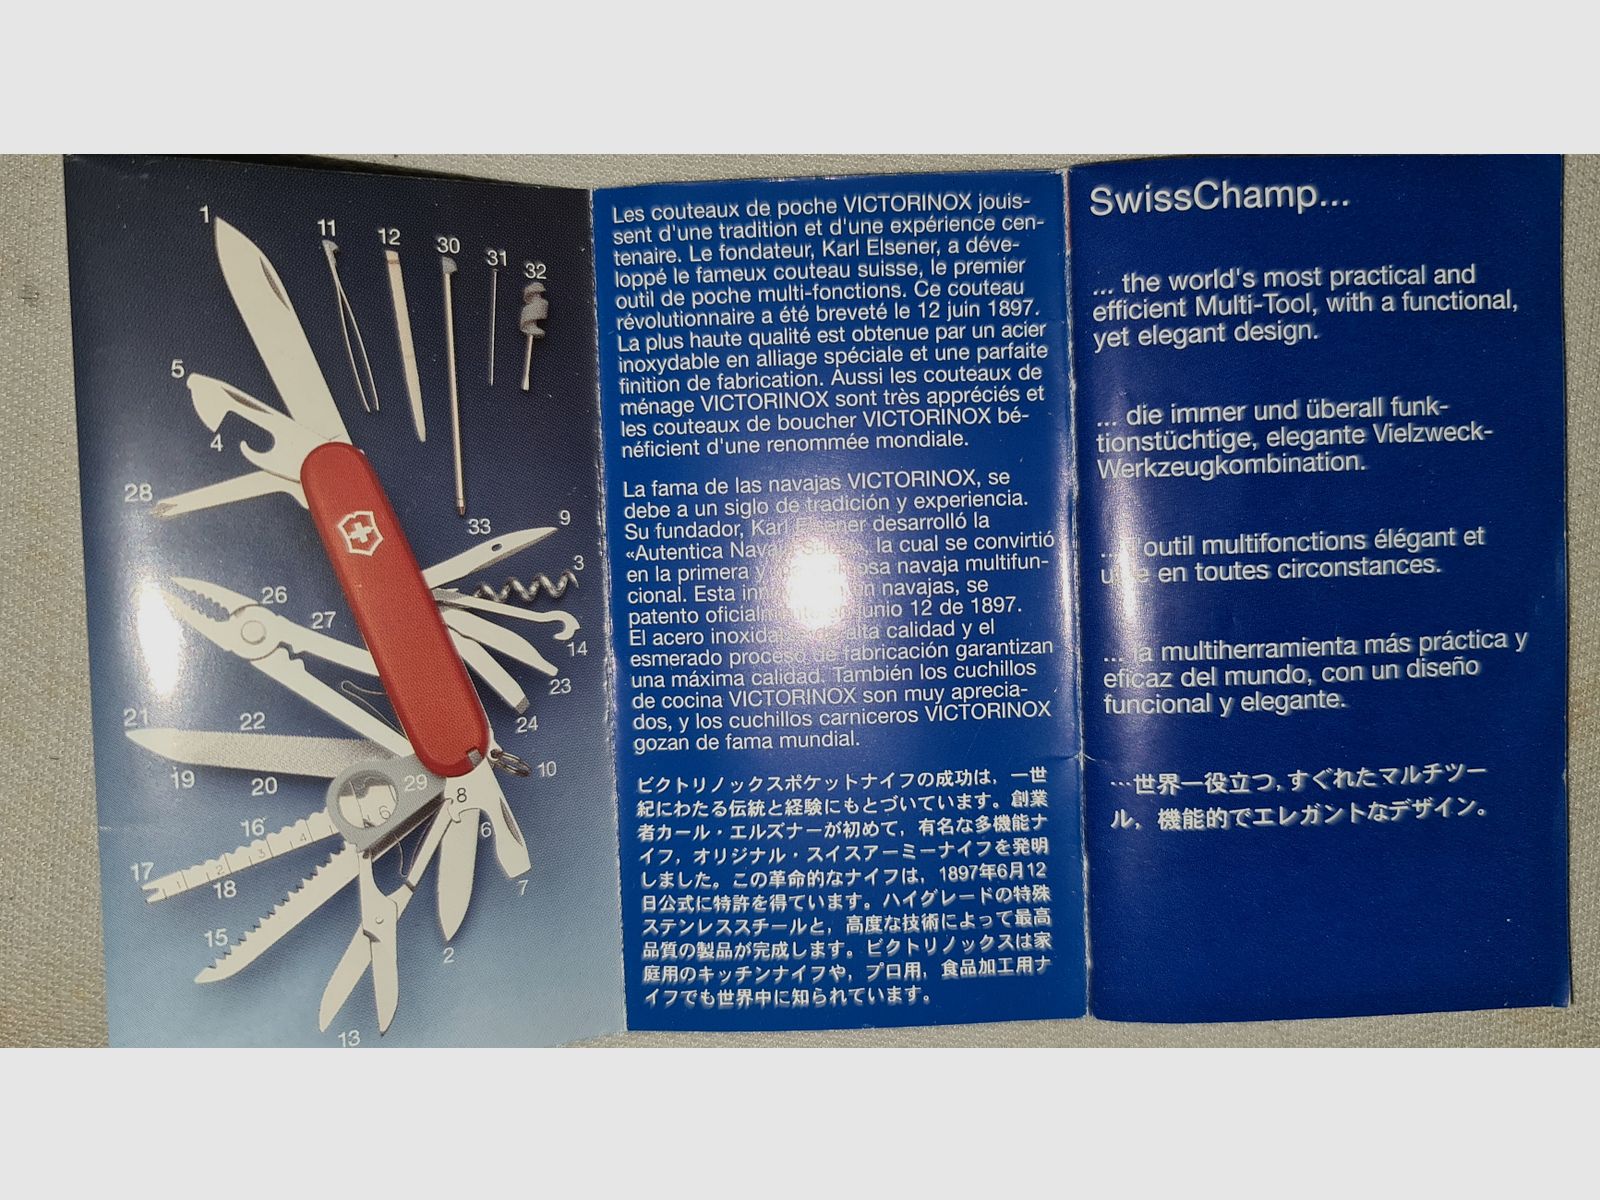 1
11
12
30
31
32
5
4
28
33
9
3
26
27
14
23
24
21
22
19
20
10
29
8
16
6
17
18
7
15
2
13
Les couteaux de poche VICTORINOX jouis-
sent d'une tradition et d'une expérience cen-
tenaire. Le fondateur, Karl Elsener, a déve-
loppé le fameux couteau suisse, le premier
outil de poche multi-fonctions. Ce couteau
révolutionnaire a été breveté le 12 juin 1897.
La plus haute qualité est obtenue par un acier
inoxydable en alliage spéciale et une parfaite
finition de fabrication. Aussi les couteaux de
ménage VICTORINOX sont très appréciés et
les couteaux de boucher VICTORINOX bé-
néficient d'une renommée mondiale.
La fama de las navajas VICTORINOX, se
debe a un siglo de tradición y experiencia.
Su fundador, Karl Elsener desarrolló la
«Autentica Navaja Suiza», la cual se convirtió
en la primera y navaja multifun-
cional. Esta en navajas, se
patento oficialmente en junio 12 de 1897.
El acero inoxidable de alta calidad y el
esmerado proceso de fabricación garantizan
una máxima calidad. También los cuchillos
de cocina VICTORINOX son muy aprecia-
dos, y los cuchillos carniceros VICTORINOX
gozan de fama mundial.
ビクトリノックスポケットナイフの成功は，一世
紀にわたる伝統と経験にもとづいています。創業
者カール・エルズナーが初めて，有名な多機能ナ
イフ，オリジナル・スイスアーミーナイフを発明
しました。この革命的なナイフは，1897年6月12
日公式に特許を得ています。ハイグレードの特殊
ステンレススチールと，高度な技術によって最高
品質の製品が完成します。ビクトリノックスは家
庭用のキッチンナイフや，プロ用，食品加工用ナ
イフでも世界中に知られています。
SwissChamp...
... the world's most practical and
efficient Multi-Tool, with a functional,
yet elegant design.
... die immer und überall funk-
tionstüchtige, elegante Vielzweck-
Werkzeugkombination.
... outil multifonctions élégant et
utile en toutes circonstances.
... la multiherramienta más práctica y
eficaz del mundo, con un diseño
funcional y elegante.
…世界一役立つ, すぐれたマルチツー
ル，機能的でエレガントなデザイン。